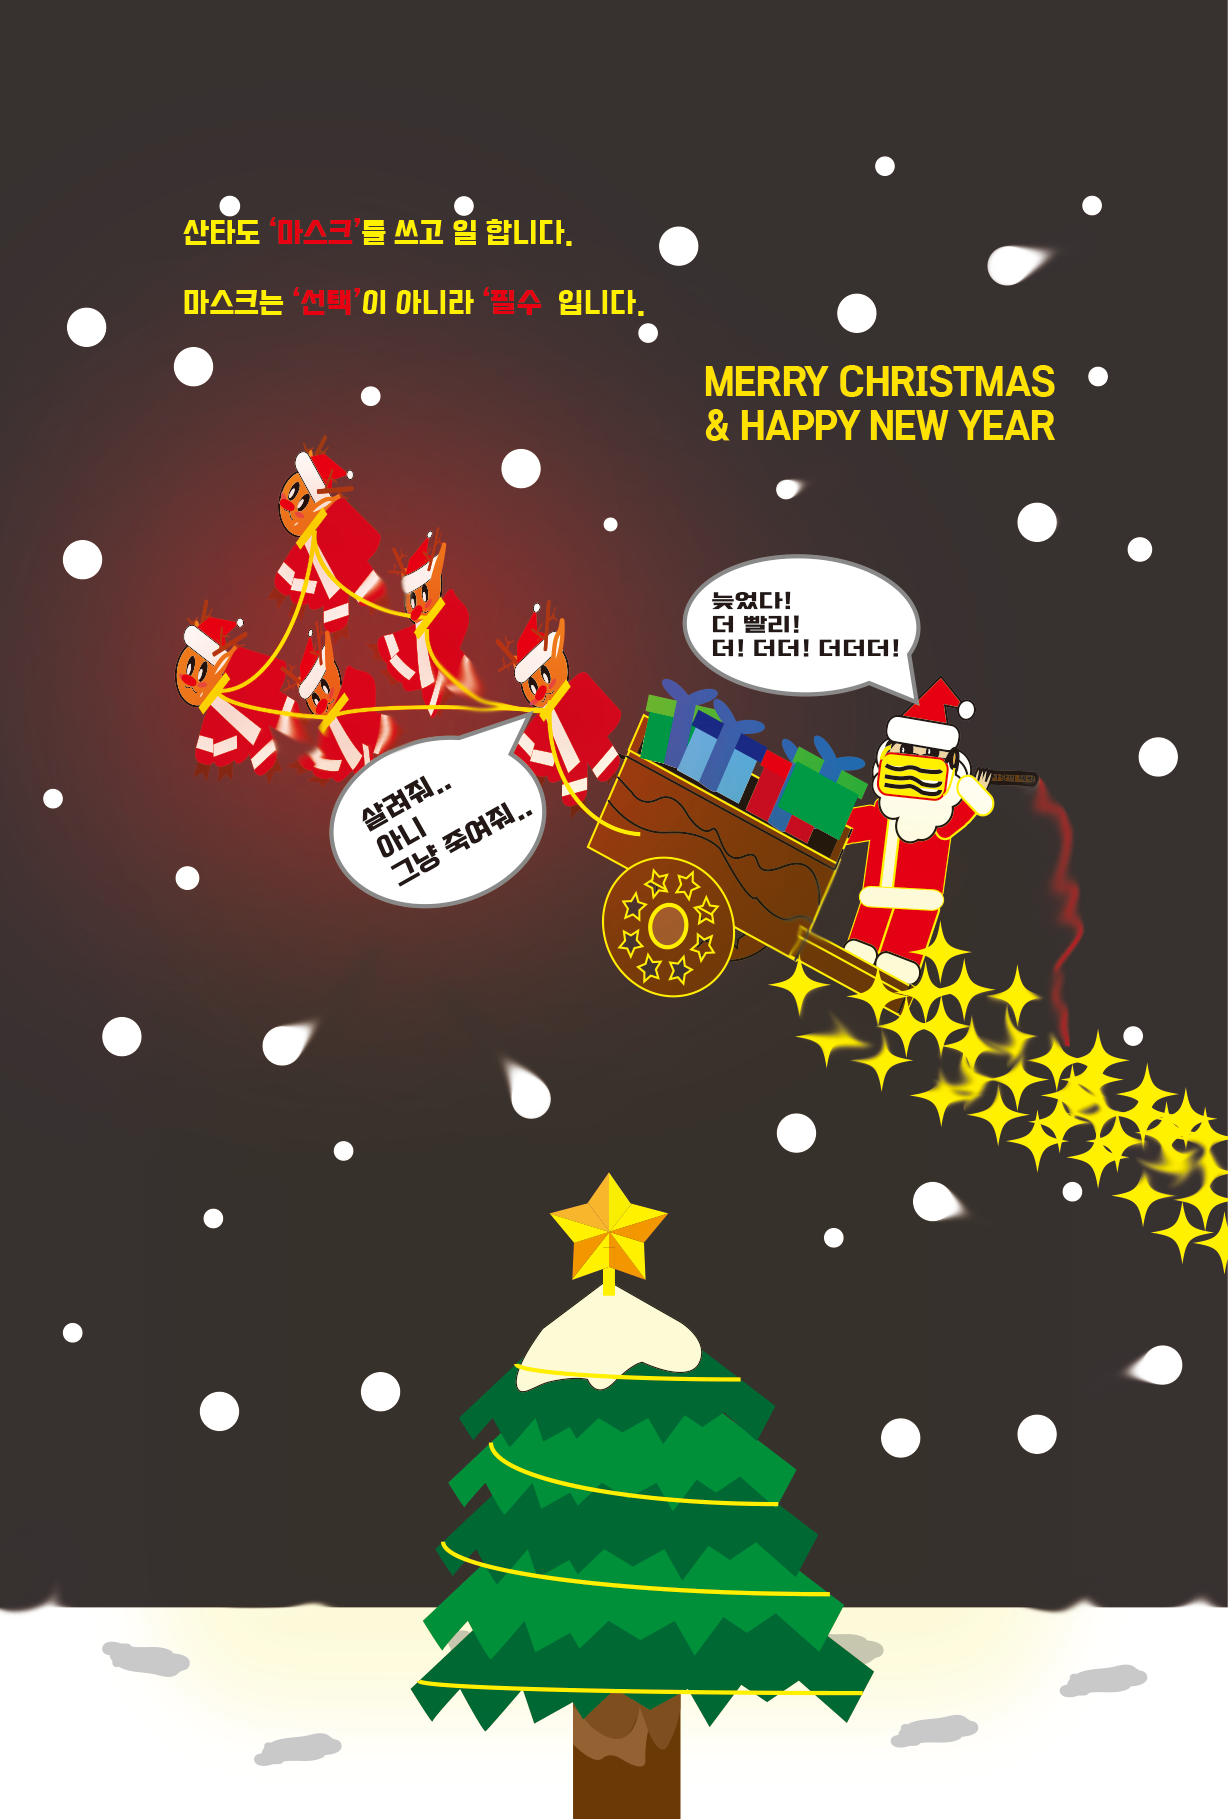 산타도 ‘마스크’를 쓰고 일 합니다.
마스크는 ‘선택’이 아니라 ‘필수 입니다.
MERRY CHRISTMAS
& HAPPY NEW YEAR
늦었다!
더 빨리!
더! 더더! 더더더!
살려줘..
아니
그냥 죽여줘..